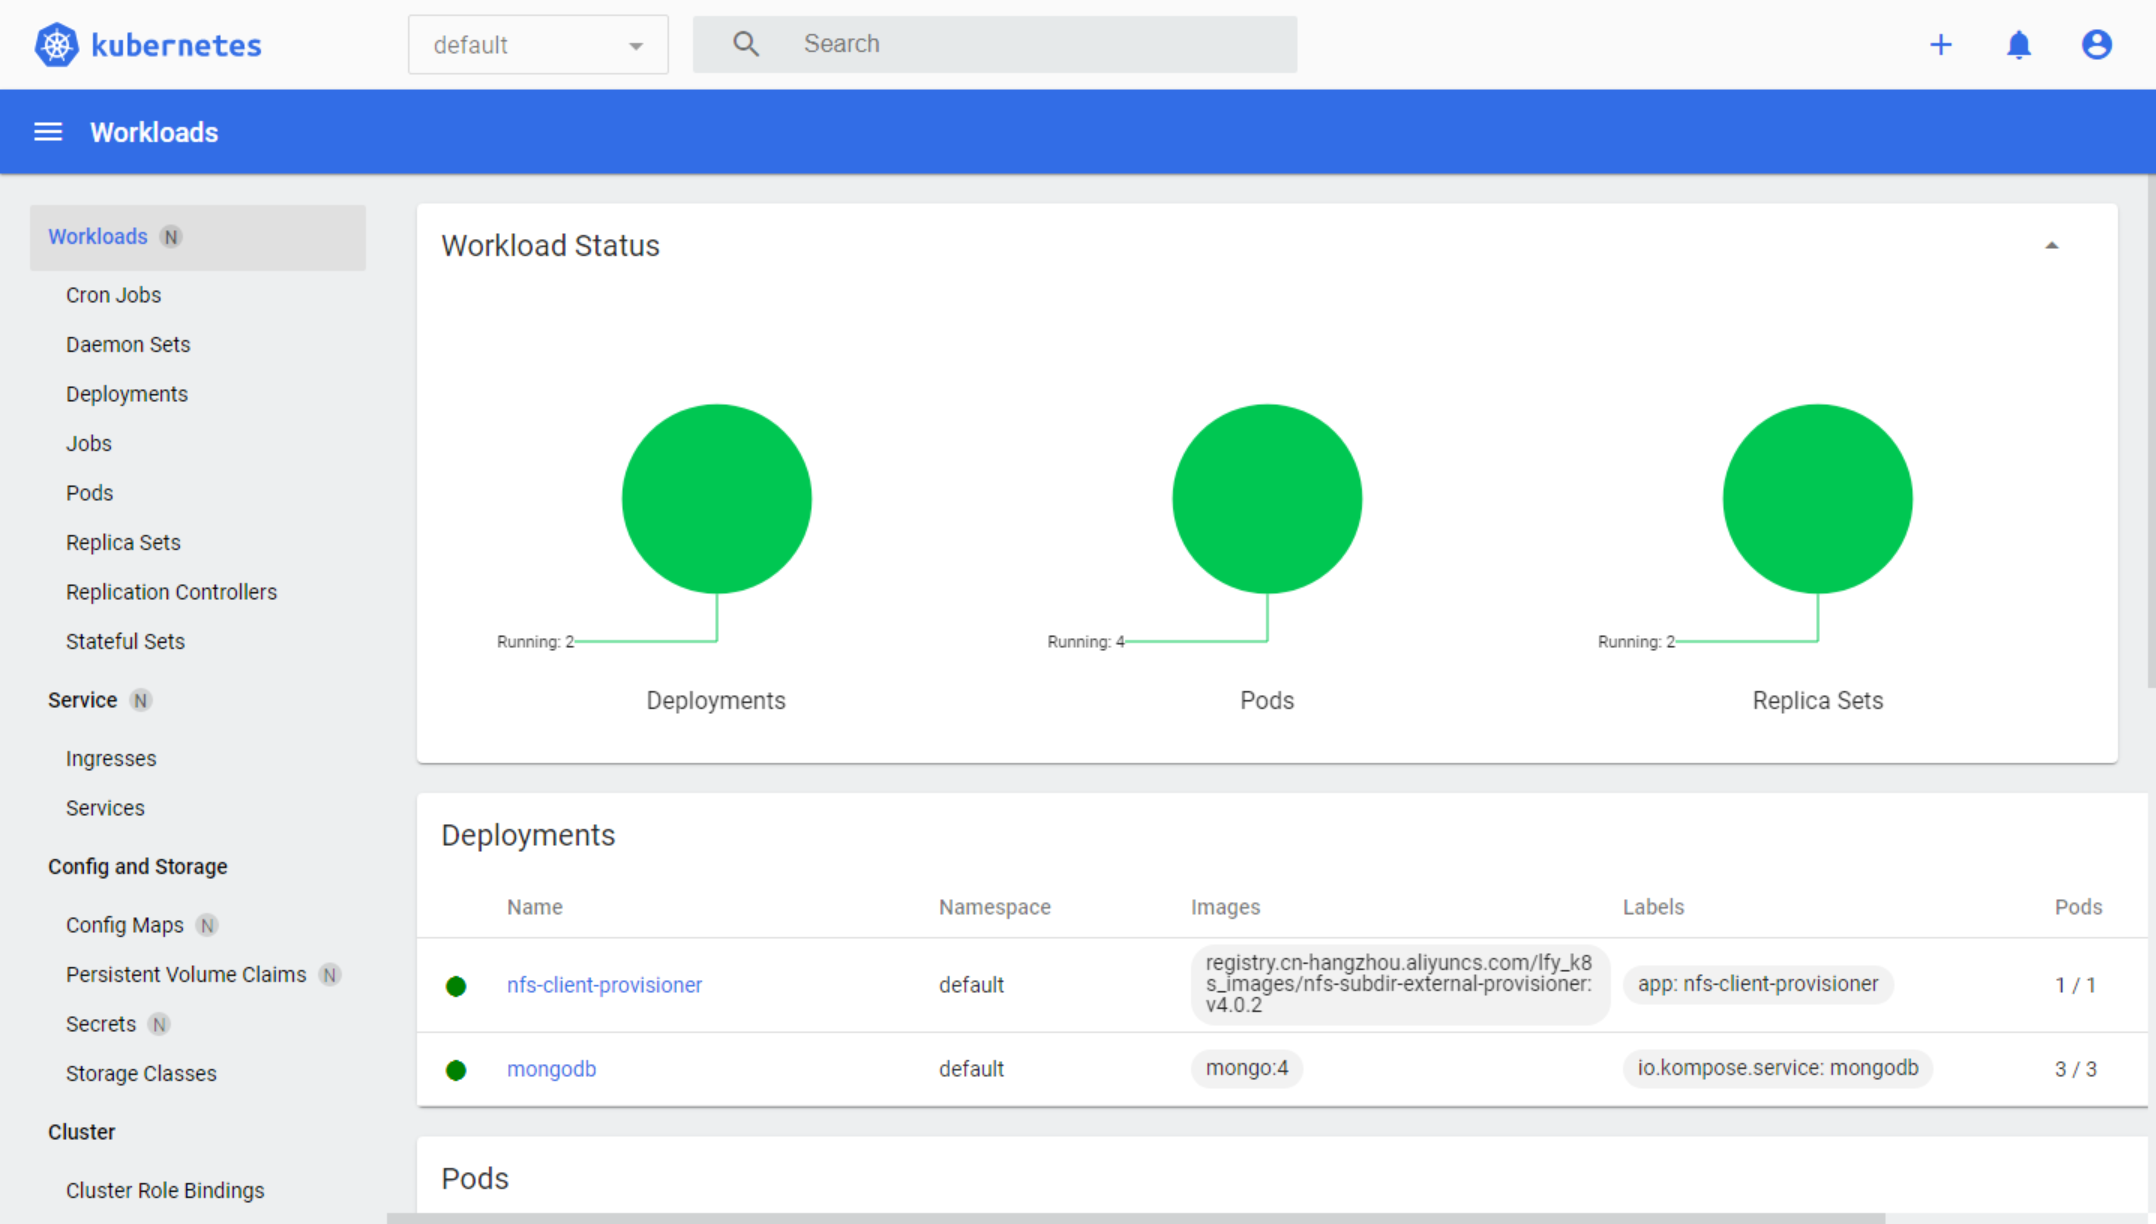 kubernetes
default
Search
Workloads
Workloads N
Cron Jobs
Daemon Sets
Deployments
Jobs
Pods
Replica Sets
Replication Controllers
Stateful Sets
Service N
Ingresses
Services
Config and Storage
Config Maps N
Persistent Volume Claims N
Secrets N
Storage Classes
Cluster
Cluster Role Bindings
Workload Status
Running: 2
Deployments
Running: 4
Pods
Running: 2
Replica Sets
Deployments
Name Namespace Images Labels Pods
nfs-client-provisioner default
registry.cn-hangzhou.aliyuncs.com/lfy_k8
s_images/nfs-subdir-external-provisioner:
v4.0.2
app: nfs-client-provisioner 1 / 1
mongodb default mongo:4 io.kompose.service: mongodb 3 / 3
Pods